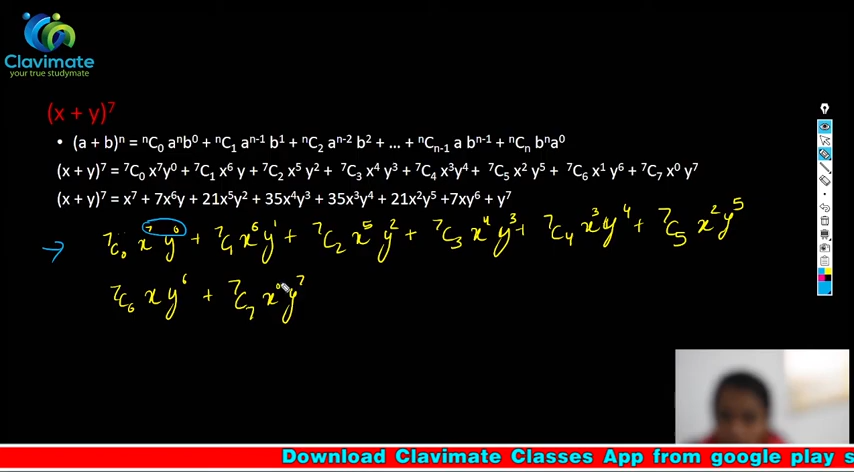 Clavimate
your true studymate
(x + y)⁷
• (a + b)ⁿ = ⁿC₀ aⁿb⁰ + ⁿC₁ aⁿ⁻¹ b¹ + ⁿC₂ aⁿ⁻² b² + ... + ⁿCₙ₋₁ a bⁿ⁻¹ + ⁿCₙ bⁿa⁰
(x + y)⁷ = ⁷C₀ x⁷y⁰ + ⁷C₁ x⁶ y + ⁷C₂ x⁵ y² + ⁷C₃ x⁴ y³ + ⁷C₄ x³y⁴ + ⁷C₅ x² y⁵ + ⁷C₆ x¹ y⁶ + ⁷C₇ x⁰ y⁷
(x + y)⁷ = x⁷ + 7x⁶y + 21x⁵y² + 35x⁴y³ + 35x³y⁴ + 21x²y⁵ +7xy⁶ + y⁷
→ ⁷C₀ x⁷ y⁰ + ⁷C₁ x⁶ y¹ + ⁷C₂ x⁵ y² + ⁷C₃ x⁴ y³ + ⁷C₄ x³ y⁴ + ⁷C₅ x² y⁵
⁷C₆ x y⁶ + ⁷C₇ x⁰ y⁷
Download Clavimate Classes App from google play s